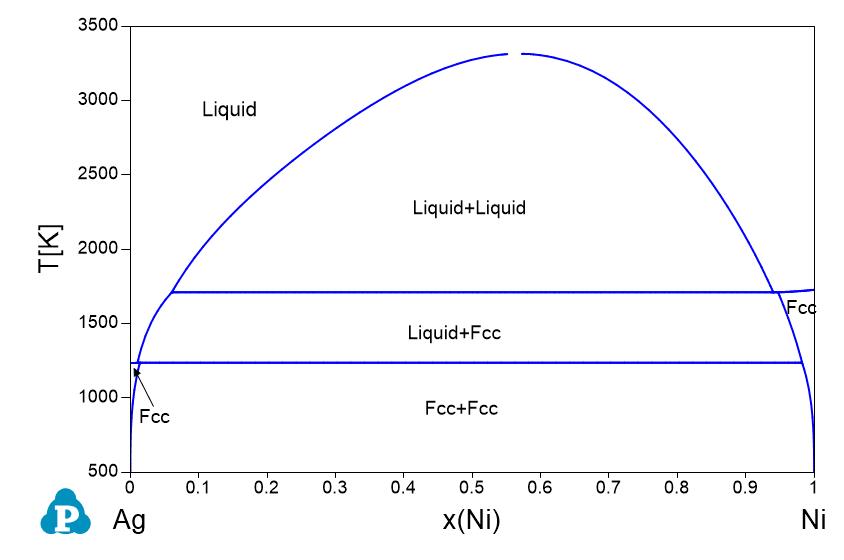 3500
3000
2500
2000
1500
1000
500
T[K]
Liquid
Liquid+Liquid
Fcc
Liquid+Fcc
Fcc+Fcc
Fcc
0 0.1 0.2 0.3 0.4 0.5 0.6 0.7 0.8 0.9 1
P
Ag x(Ni) Ni